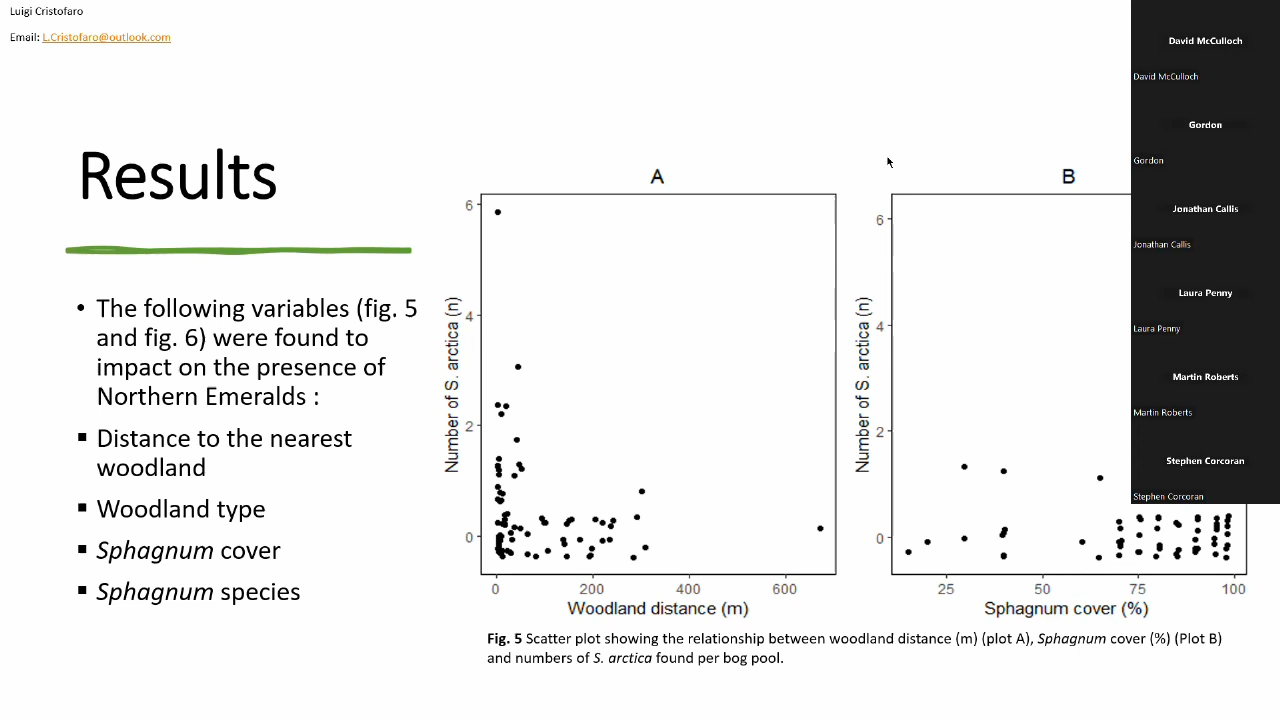 Luigi Cristofaro
Email: L.Cristofaro@outlook.com
Results
• The following variables (fig. 5
and fig. 6) were found to
impact on the presence of
Northern Emeralds :
▪ Distance to the nearest
woodland
▪ Woodland type
▪ Sphagnum cover
▪ Sphagnum species
A
Number of S. arctica (n)
6
4
2
0
0 200 400 600
Woodland distance (m)
B
Number of S. arctica (n)
6
4
2
0
25 50 75 100
Sphagnum cover (%)
Fig. 5 Scatter plot showing the relationship between woodland distance (m) (plot A), Sphagnum cover (%) (Plot B)
and numbers of S. arctica found per bog pool.
David McCulloch
David McCulloch
Gordon
Gordon
Jonathan Callis
Jonathan Callis
Laura Penny
Laura Penny
Martin Roberts
Martin Roberts
Stephen Corcoran
Stephen Corcoran